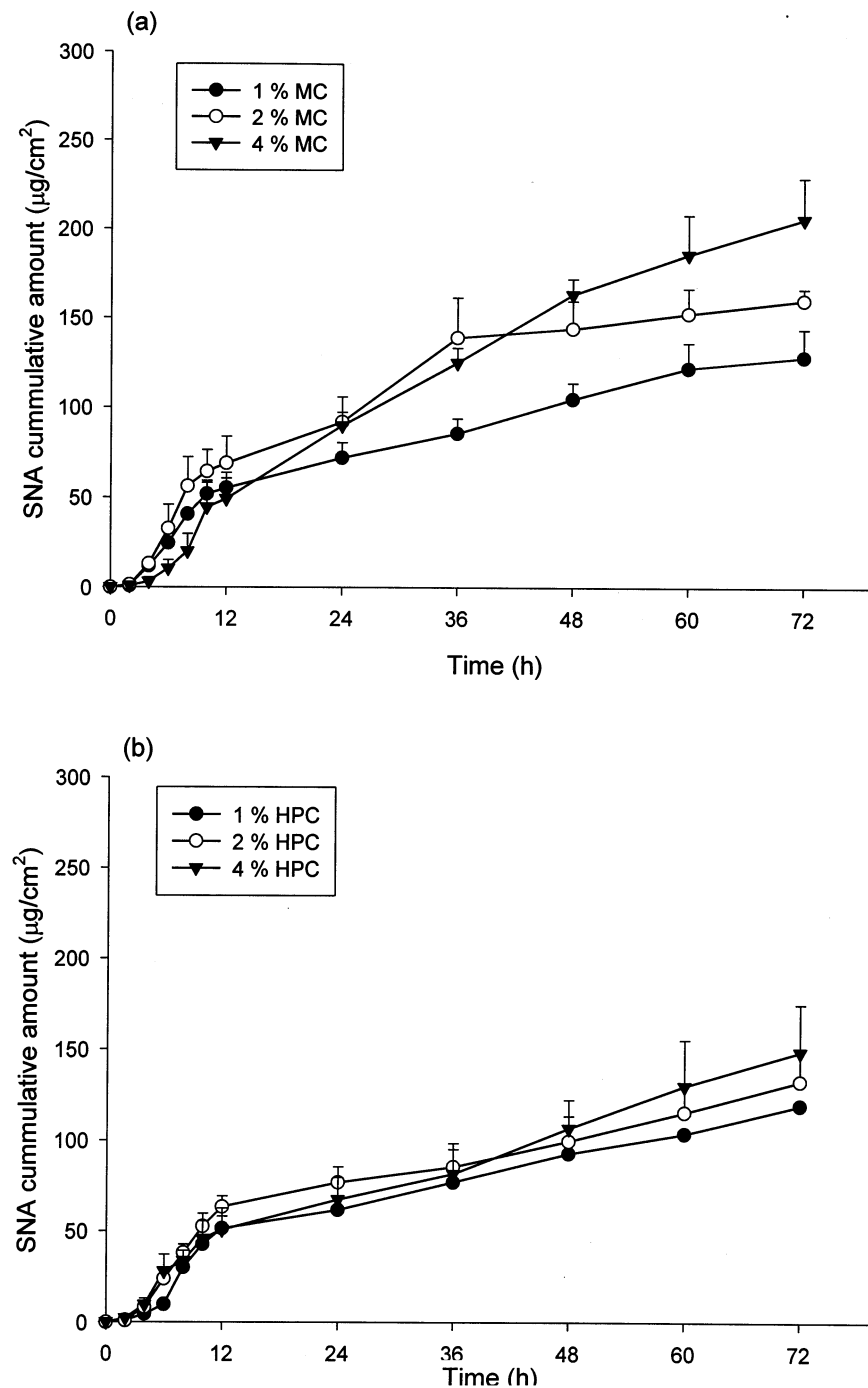 (a)
300
250
200
150
100
50
0
SNA cummulative amount (μg/cm²)
1 % MC
2 % MC
4 % MC
0 12 24 36 48 60 72
Time (h)
(b)
300
250
200
150
100
50
0
SNA cummulative amount (μg/cm²)
1 % HPC
2 % HPC
4 % HPC
0 12 24 36 48 60 72
Time (h)